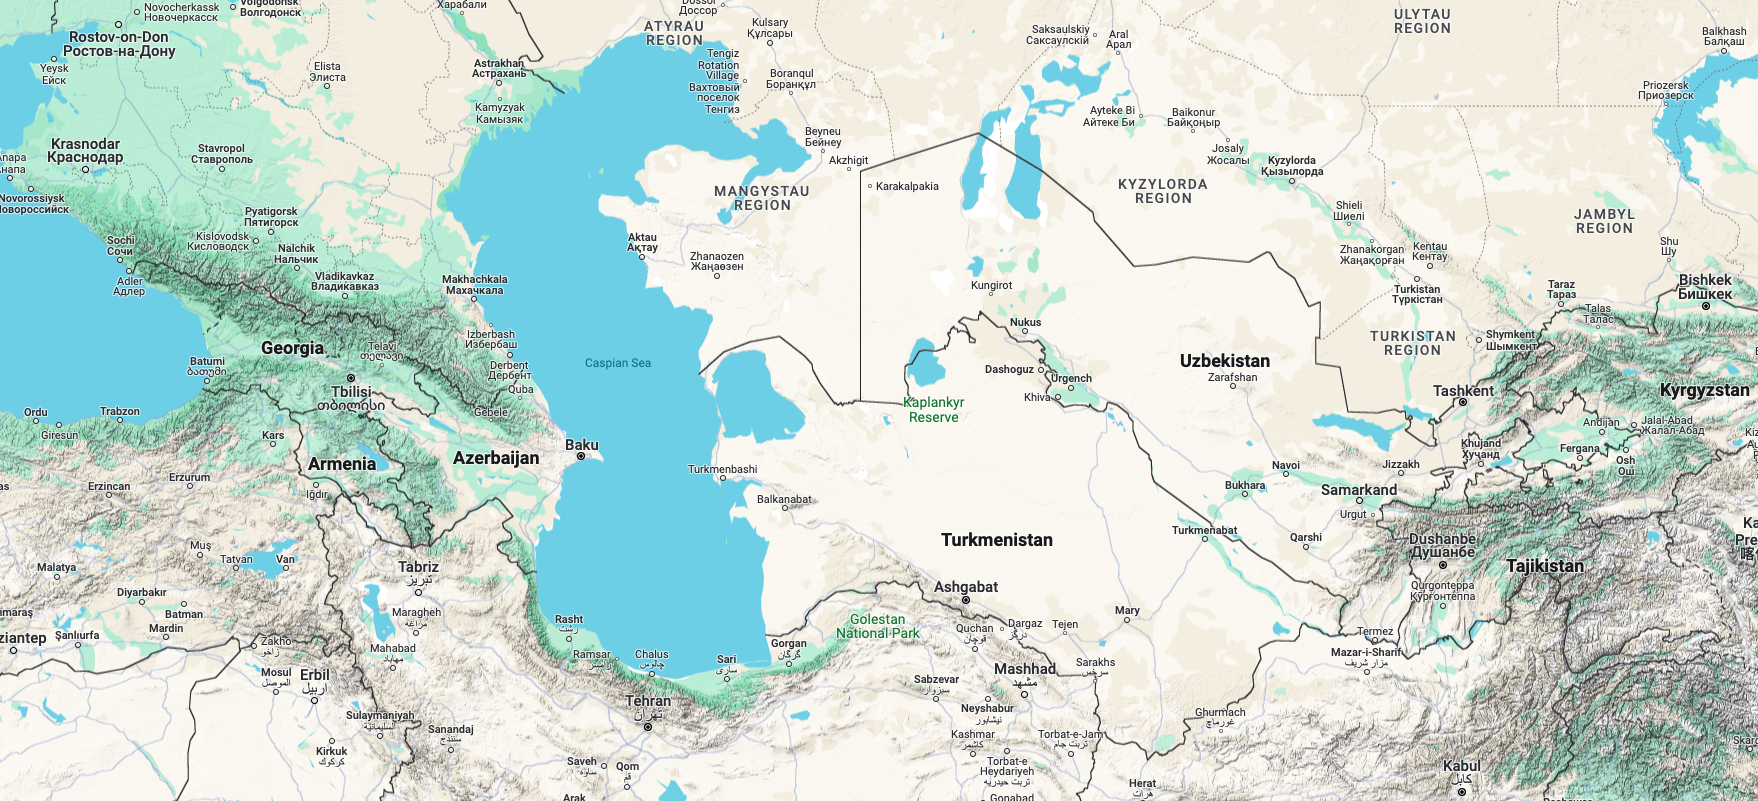 Novocherkassk
Новочеркасск
Volgodonsk
Волгодонск
Харабали
Rostov-on-Don
Ростов-на-Дону
Yeysk
Ейск
Elista
Элиста
Astrakhan
Астрахань
Kamyzyak
Камызяк
Krasnodar
Краснодар
Stavropol
Ставрополь
Anapa
Анапа
Novorossiysk
Новороссийск
Pyatigorsk
Пятигорск
Kislovodsk
Кисловодск
Nalchik
Нальчик
Sochi
Сочи
Adler
Адлер
Vladikavkaz
Владикавказ
Makhachkala
Махачкала
Izberbash
Избербаш
Derbent
Дербент
Quba
Gebele
Georgia
Telavi
თელავი
Batumi
ბათუმი
Tbilisi
თბილისი
Ordu
Giresun
Trabzon
Kars
Armenia
Azerbaijan
Baku
Erzurum
Erzincan
Iğdır
Muş
Tatvan
Van
Malatya
Diyarbakır
Batman
Mardin
Şanlıurfa
ziantep
Zakho
زاخو
Mosul
الموصل
Erbil
اربيل
Sulaymaniyah
السليمانية
Kirkuk
كركوك
Tabriz
تبریز
Maragheh
مراغه
Mahabad
مهاباد
Sanandaj
سنندج
Rasht
رشت
Ramsar
رامسر
Chalus
چالوس
Sari
ساری
Gorgan
گرگان
Tehran
تهران
Saveh
ساوه
Qom
قم
Arak
Caspian Sea
ATYRAU
REGION
Dossor
Доссор
Kulsary
Құлсары
Tengiz
Rotation
Village
Вахтовый
поселок
Тенгиз
Boranqul
Боранқұл
Beyneu
Бейнеу
Akzhigit
MANGYSTAU
REGION
Karakalpakia
Aktau
Ақтау
Zhanaozen
Жаңаөзен
Saksaulskiy
Саксаулскій
Aral
Арал
Ayteke Bi
Айтеке Би
Baikonur
Байқоңыр
Josaly
Жосалы
Kyzylorda
Қызылорда
KYZYLORDA
REGION
Shieli
Шиелі
Zhanakorgan
Жаңақорған
Kentau
Кентау
Turkistan
Түркістан
TURKISTAN
REGION
ULYTAU
REGION
Balkhash
Балқаш
Priozersk
Приозерск
JAMBYL
REGION
Shu
Шу
Bishkek
Бишкек
Taraz
Тараз
Talas
Талас
Shymkent
Шымкент
Kungirot
Nukus
Dashoguz
Urgench
Khiva
Kaplankyr
Reserve
Uzbekistan
Zarafshan
Tashkent
Kyrgyzstan
Andijan
Jalal-Abad
Жалал-Абад
Khujand
Хуҷанд
Fergana
Osh
Ош
Jizzakh
Navoi
Bukhara
Samarkand
Urgut
Qarshi
Turkmenbashi
Balkanabat
Turkmenistan
Turkmenabat
Dushanbe
Душанбе
Tajikistan
Qurgonteppa
Қурғонтеппа
Ashgabat
Golestan
National Park
Quchan
قوچان
Dargaz
درگز
Tejen
Mary
Termez
Mazar-i-Sharif
مزار شریف
Sarakhs
سرخس
Mashhad
مشهد
Sabzevar
سبزوار
Neyshabur
نیشابور
Kashmar
کاشمر
Torbat-e-Jam
تربت جام
Torbat-e
Heydariyeh
تربت حیدریه
Gonabad
Ghurmach
غورماچ
Herat
هرات
Kabul
کابل